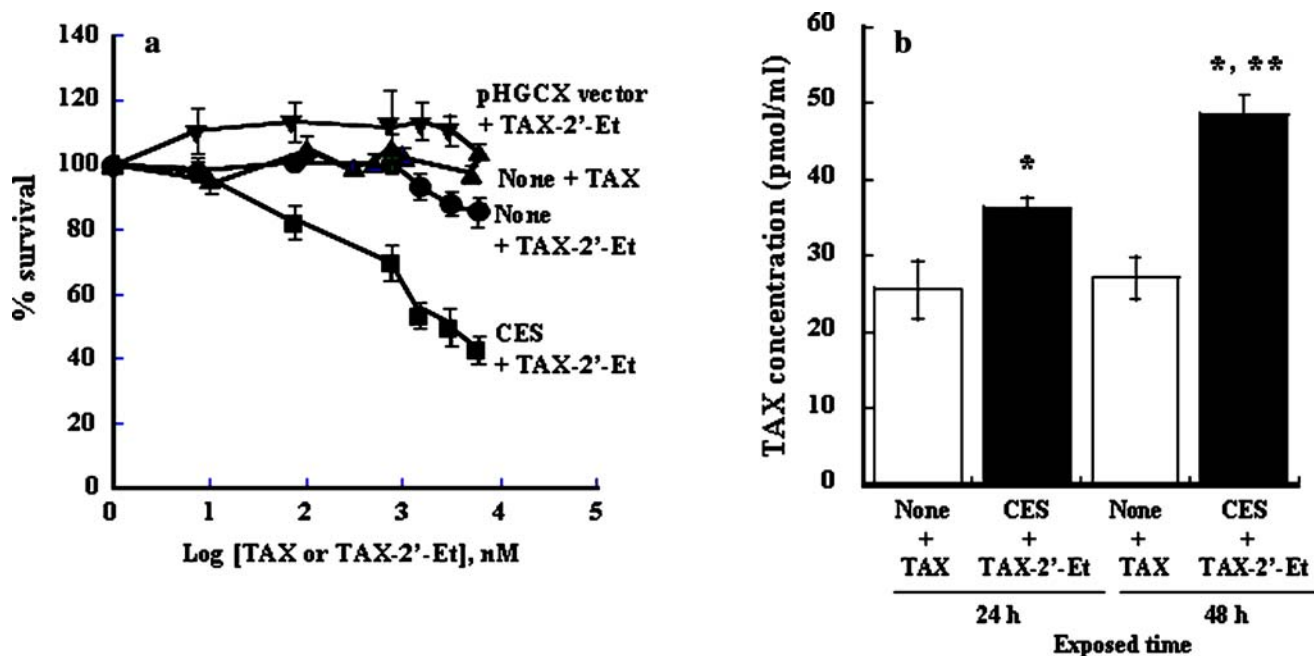 a
% survival
140
120
100
80
60
40
20
0
0 1 2 3 4 5
Log [TAX or TAX-2'-Et], nM
pHGCX vector
+ TAX-2'-Et
None + TAX
None
+ TAX-2'-Et
CES
+ TAX-2'-Et
b
TAX concentration (pmol/ml)
60
50
40
30
20
10
0
*
*, **
None CES None CES
+ + + +
TAX TAX-2'-Et TAX TAX-2'-Et
24 h 48 h
Exposed time